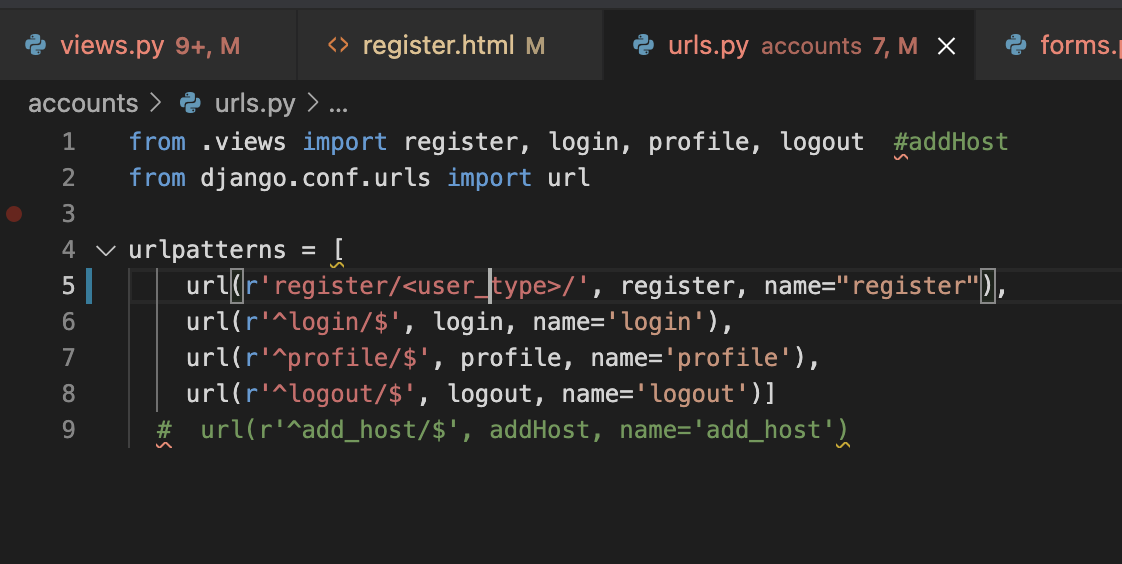 views.py 9+, M register.html M urls.py accounts 7, M forms.p
accounts > urls.py > ...
1 from .views import register, login, profile, logout #addHost
2 from django.conf.urls import url
3
4 urlpatterns = [
5 url(r'register/<user_type>/', register, name="register"),
6 url(r'^login/$', login, name='login'),
7 url(r'^profile/$', profile, name='profile'),
8 url(r'^logout/$', logout, name='logout')]
9 # url(r'^add_host/$', addHost, name='add_host')